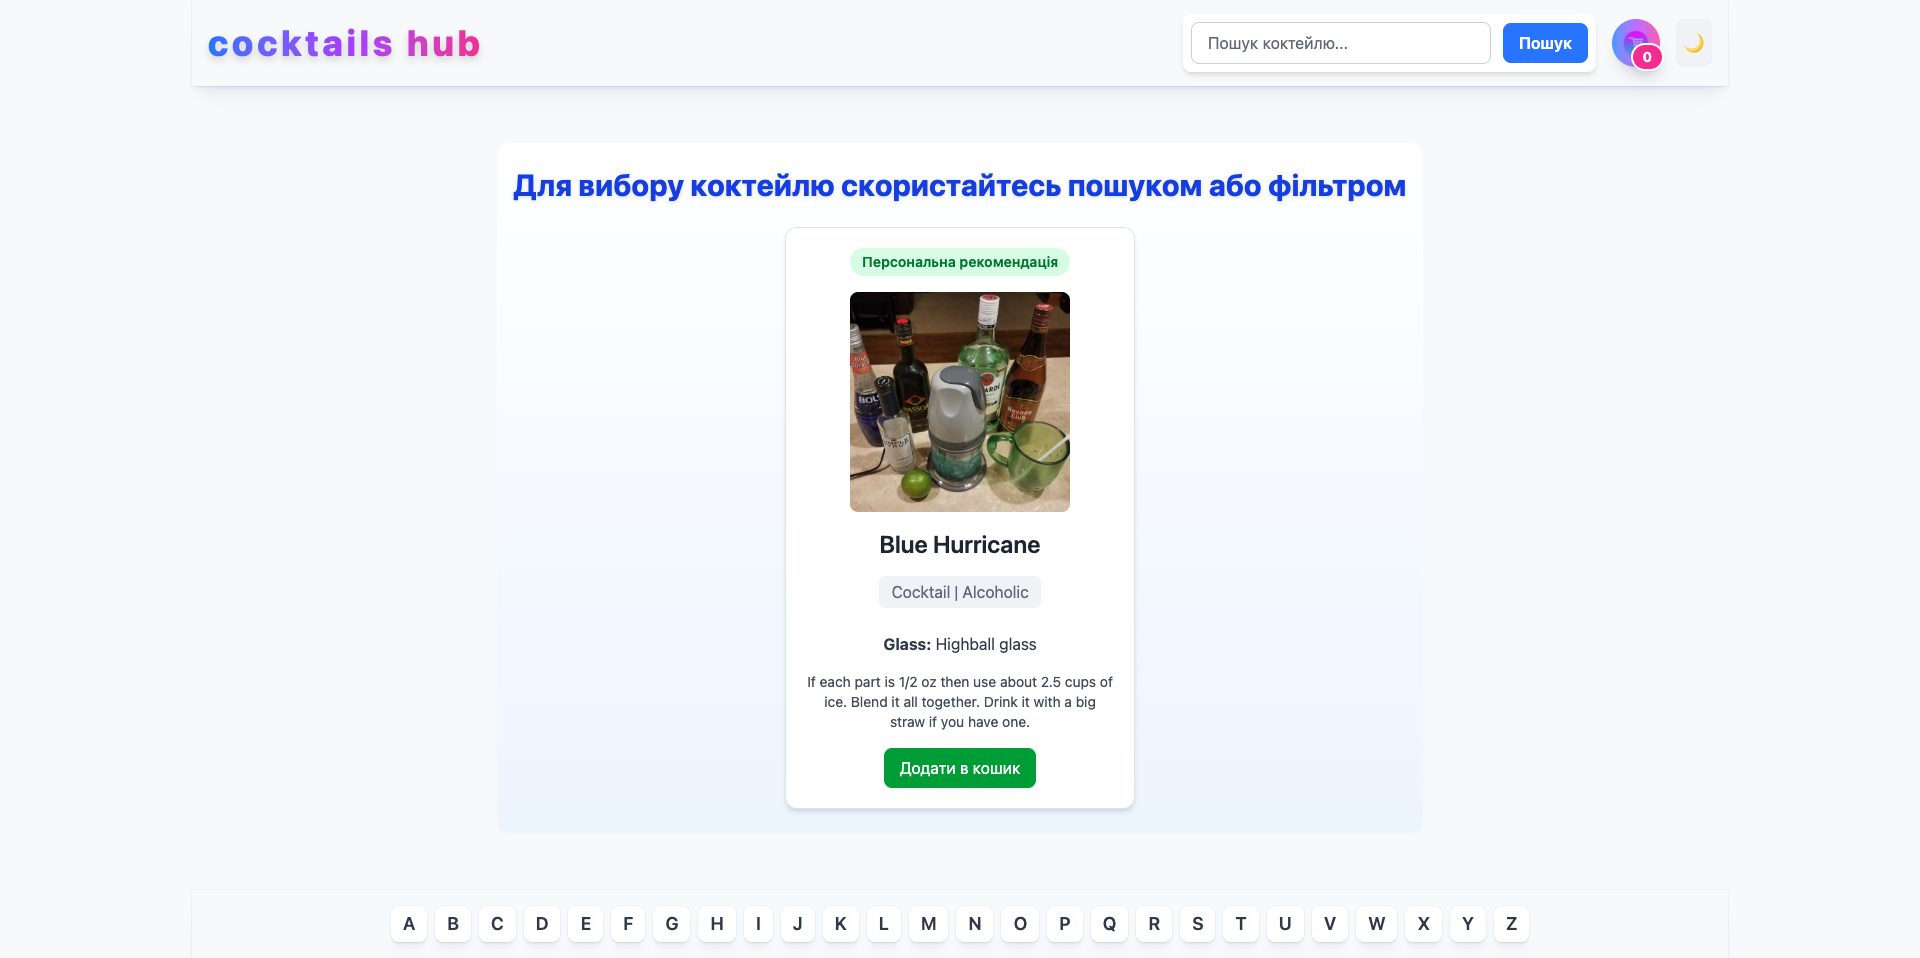 cocktails hub
Пошук коктейлю...
Пошук
0
Для вибору коктейлю скористайтесь пошуком або фільтром
Персональна рекомендація
Blue Hurricane
Cocktail | Alcoholic
Glass: Highball glass
If each part is 1/2 oz then use about 2.5 cups of
ice. Blend it all together. Drink it with a big
straw if you have one.
Додати в кошик
A B C D E F G H I J K L M N O P Q R S T U V W X Y Z